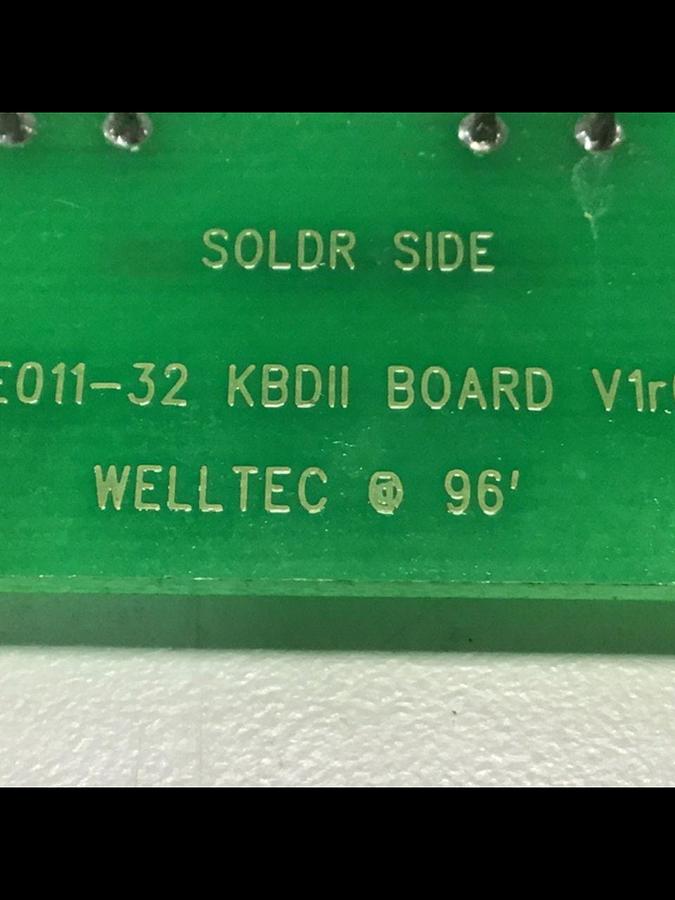 SOLDR SIDE
E011-32 KBDII BOARD V1r
WELLTEC @ 96'